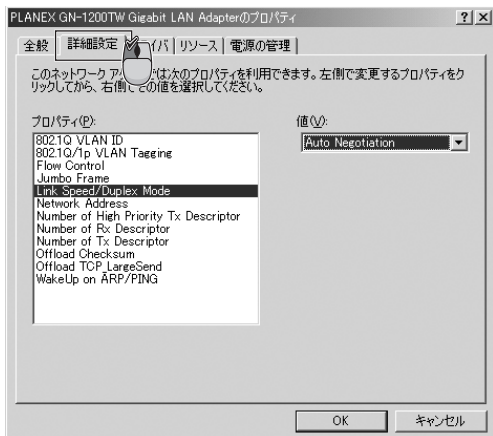 PLANEX GN-1200TW Gigabit LAN Adapterのプロパティ
全般
詳細設定
イバ
リソース
電源の管理
このネットワーク ア
は次のプロパティを利用できます。左側で変更するプロパティをク
リックしてから、右側でその値を選択してください。
プロパティ(P):
値(V):
802.1Q VLAN ID
802.1Q/1p VLAN Tagging
Flow Control
Jumbo Frame
Link Speed/Duplex Mode
Network Address
Number of High Priority Tx Descriptor
Number of Rx Descriptor
Number of Tx Descriptor
Offload Checksum
Offload TCP_LargeSend
WakeUp on ARP/PING
Auto Negotiation
OK
キャンセル